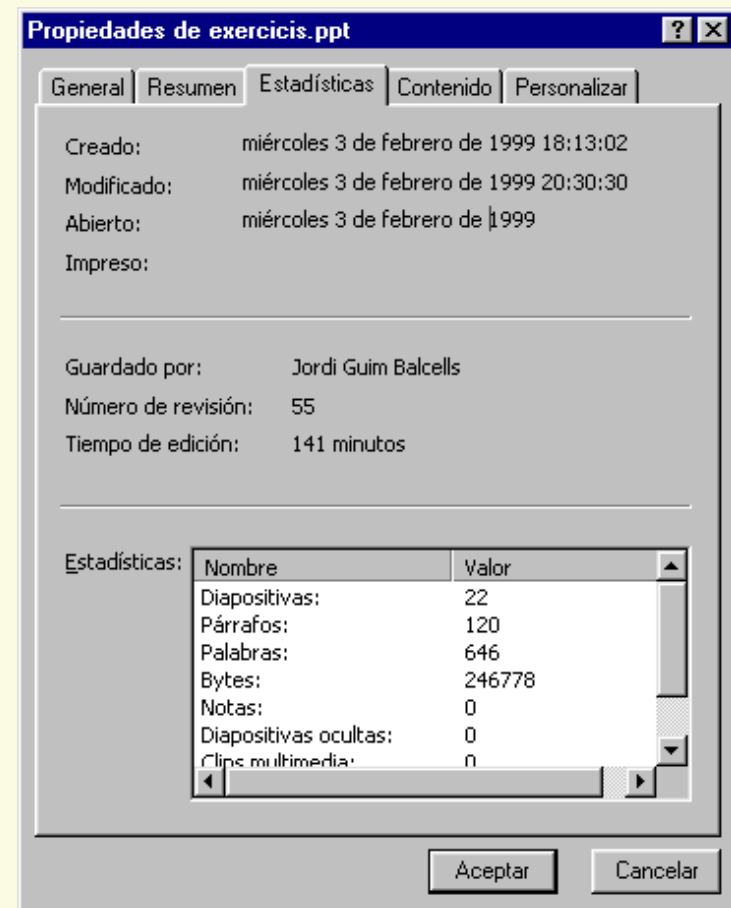 Propiedades de exercicis.ppt
General Resumen Estadísticas Contenido Personalizar
Creado: miércoles 3 de febrero de 1999 18:13:02
Modificado: miércoles 3 de febrero de 1999 20:30:30
Abierto: miércoles 3 de febrero de 1999
Impreso:
Guardado por: Jordi Guim Balcells
Número de revisión: 55
Tiempo de edición: 141 minutos
Estadísticas: Nombre Valor
Diapositivas: 22
Párrafos: 120
Palabras: 646
Bytes: 246778
Notas: 0
Diapositivas ocultas: 0
Clips multimedia: 0
Aceptar Cancelar